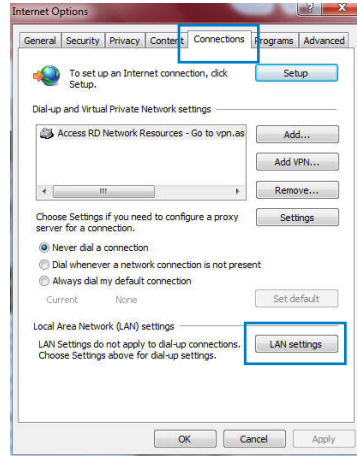 Internet Options
General Security Privacy Content Connections Programs Advanced
To set up an Internet connection, click
Setup.
Setup
Dial-up and Virtual Private Network settings
Access RD Network Resources - Go to vpn.as
Add...
Add VPN...
Remove...
Choose Settings if you need to configure a proxy
server for a connection.
Settings
Never dial a connection
Dial whenever a network connection is not present
Always dial my default connection
Current None
Set default
Local Area Network (LAN) settings
LAN Settings do not apply to dial-up connections.
Choose Settings above for dial-up settings.
LAN settings
OK Cancel Apply